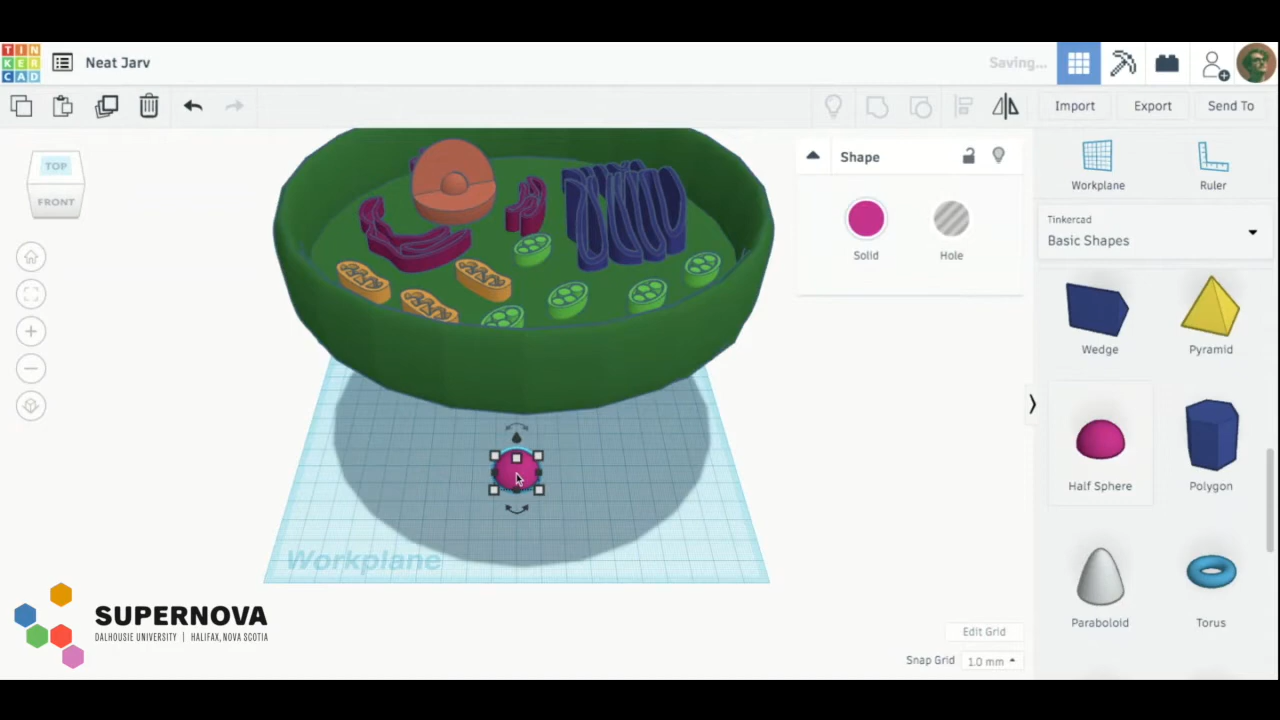 TIN
KER
CAD
Neat Jarv
Saving...
Import
Export
Send To
TOP
FRONT
Shape
Solid
Hole
Workplane
Ruler
Tinkercad
Basic Shapes
Wedge
Pyramid
Half Sphere
Polygon
Paraboloid
Torus
Workplane
Edit Grid
Snap Grid 1.0 mm
SUPERNOVA
DALHOUSIE UNIVERSITY | HALIFAX, NOVA SCOTIA